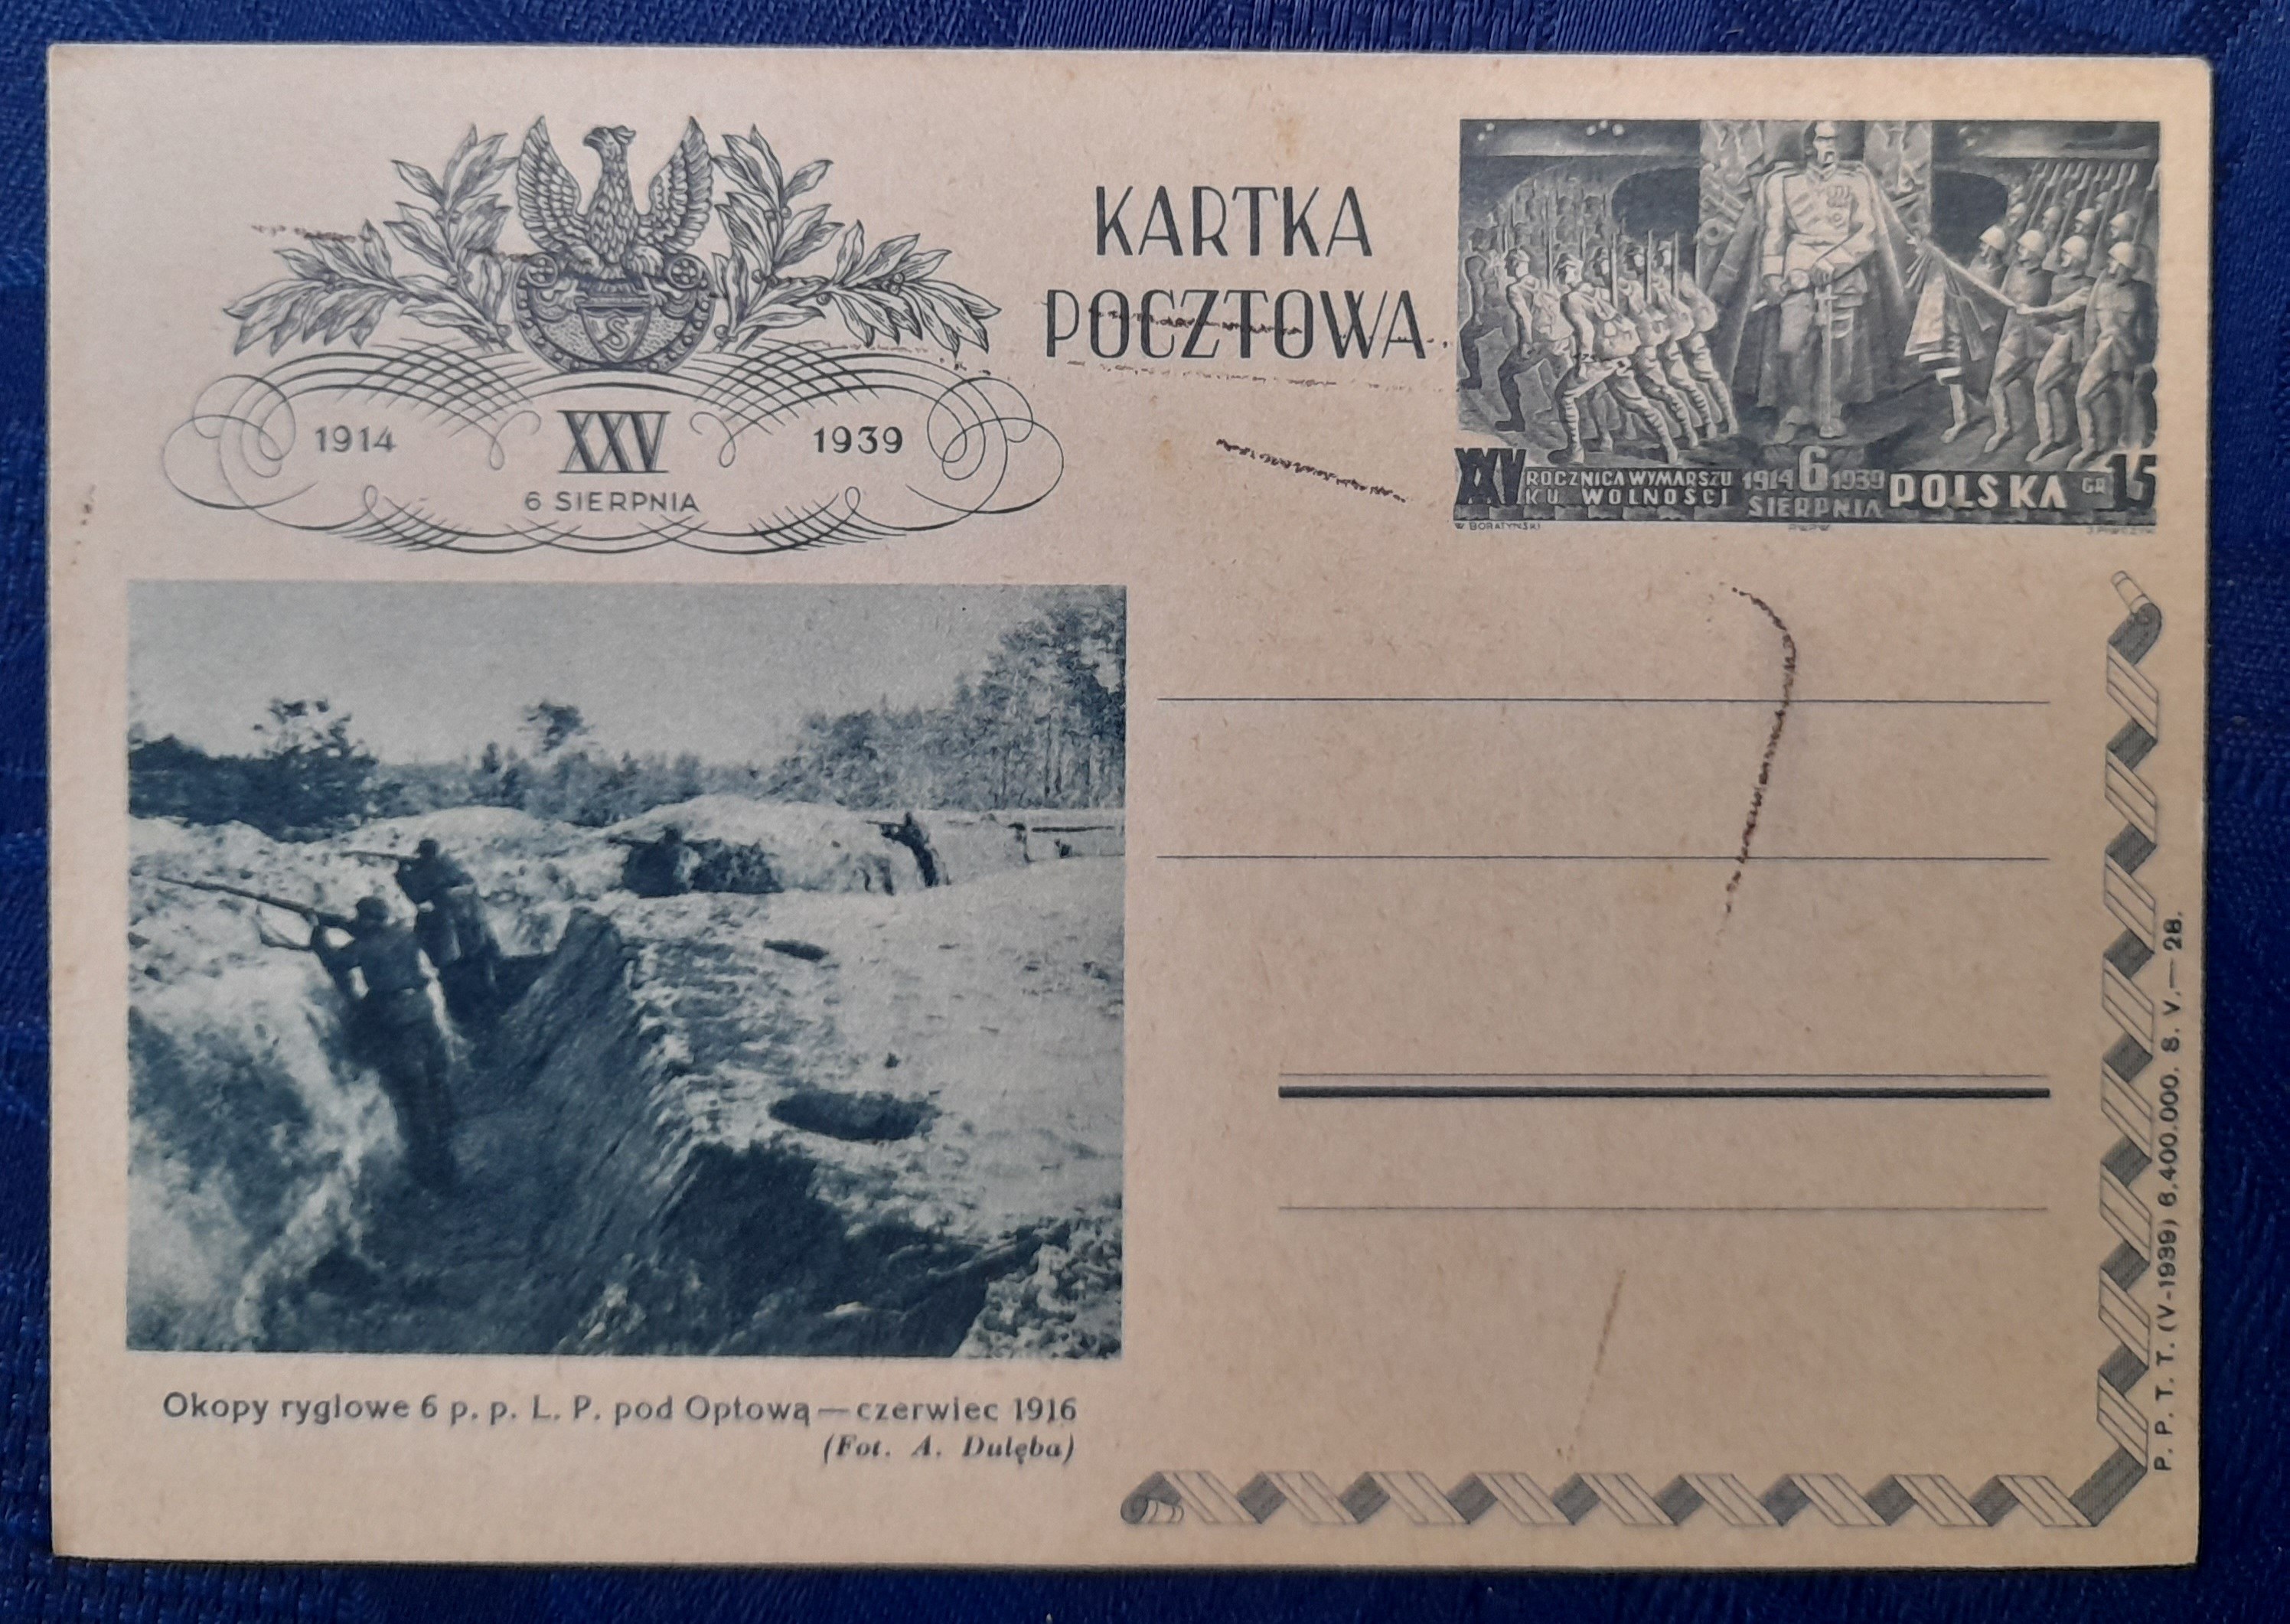 S
1914 XXV 1939
6 SIERPNIA
KARTKA
POCZTOWA
XXV ROCZNICA WYMARSZU
KU WOLNOŚCI
1914 6 1939
SIERPNIA
POLSKA GR 15
W. BORATYŃSKI PWPW
Okopy ryglowe 6 p. p. L. P. pod Optową — czerwiec 1916
(Fot. A. Dulęba)
P. P. T. T. (V-1939) 6.400.000. S. V.— 28.